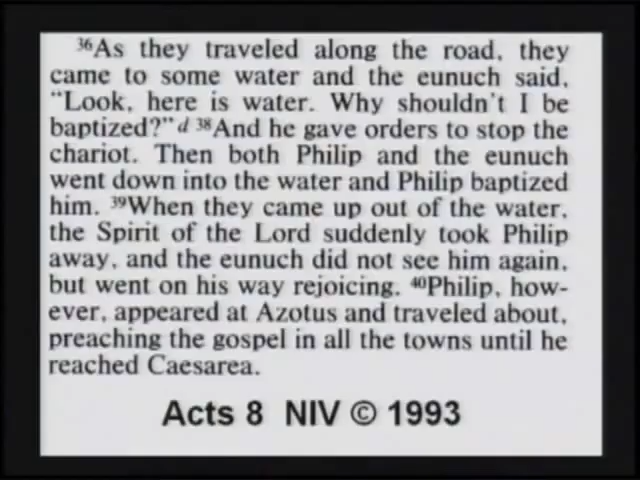 ³⁶As they traveled along the road, they
came to some water and the eunuch said,
"Look, here is water. Why shouldn't I be
baptized?" d ³⁸And he gave orders to stop the
chariot. Then both Philip and the eunuch
went down into the water and Philip baptized
him. ³⁹When they came up out of the water,
the Spirit of the Lord suddenly took Philip
away, and the eunuch did not see him again,
but went on his way rejoicing. ⁴⁰Philip, how-
ever, appeared at Azotus and traveled about,
preaching the gospel in all the towns until he
reached Caesarea.
Acts 8 NIV © 1993